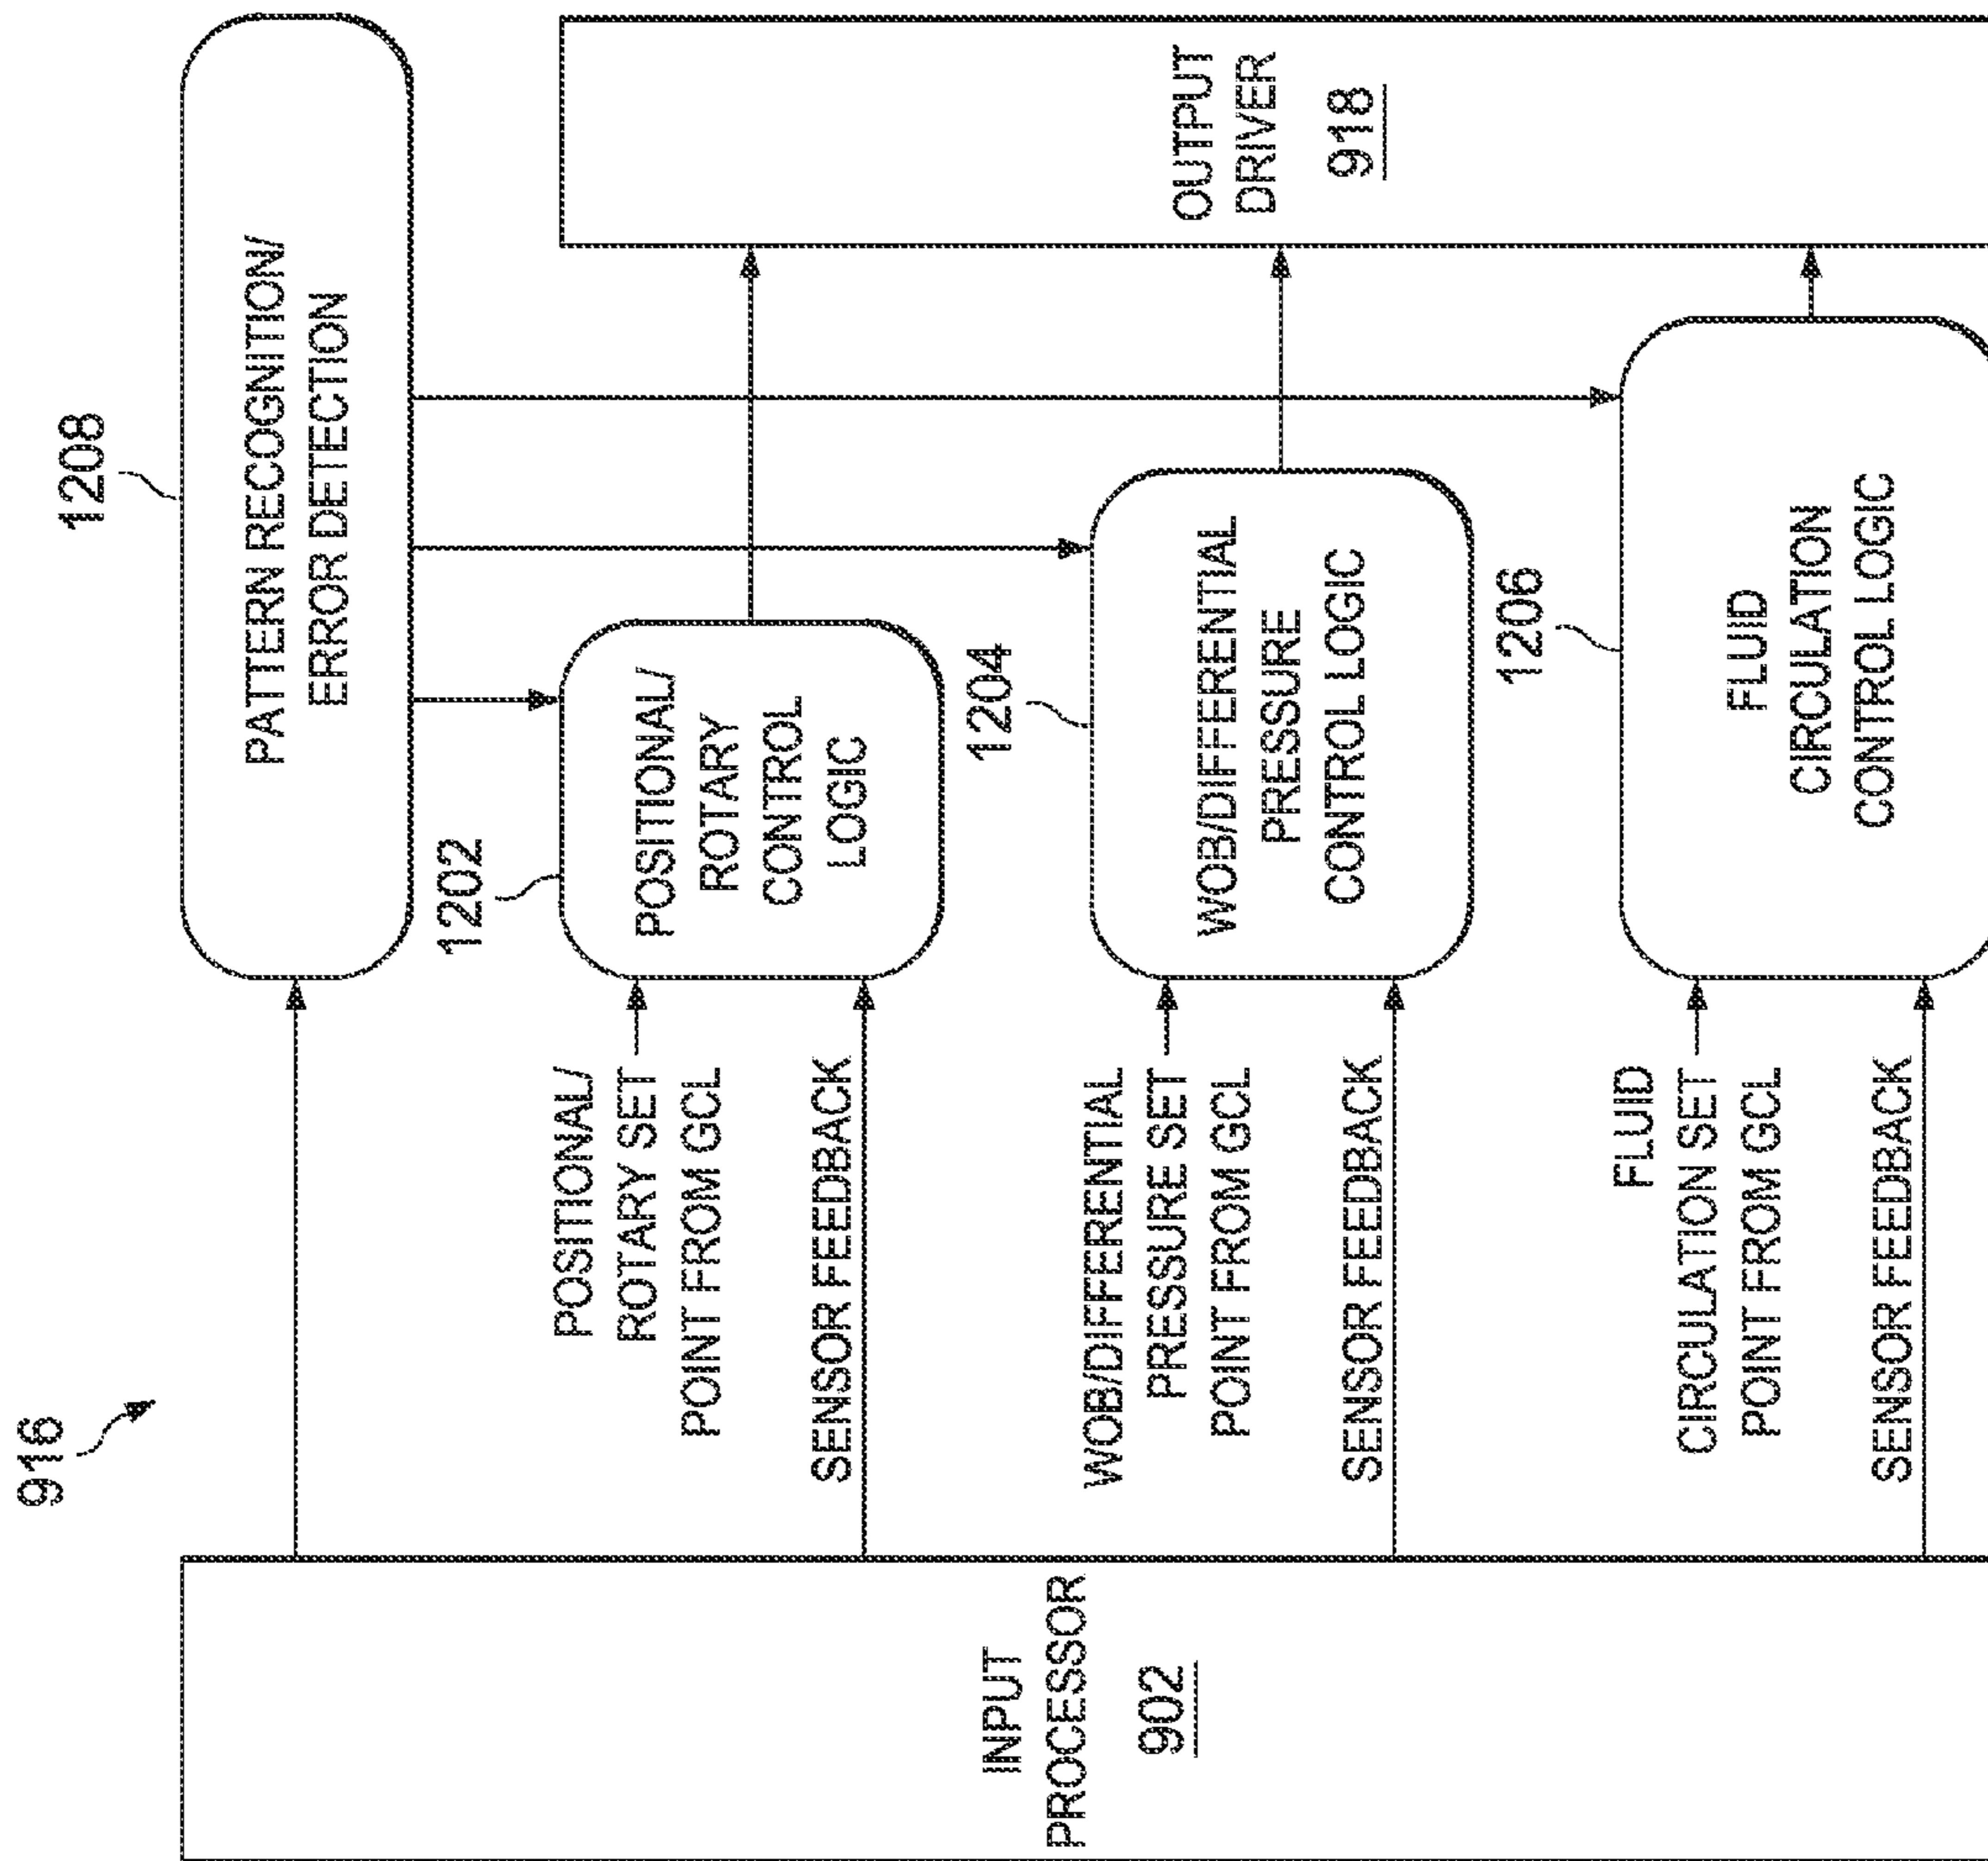 916
1208
PATTERN RECOGNITION/
ERROR DETECTION
INPUT
PROCESSOR
902
POSITIONAL/
ROTARY SET
POINT FROM GCL
SENSOR FEEDBACK
1202
POSITIONAL/
ROTARY
CONTROL
LOGIC
WOB/DIFFERENTIAL
PRESSURE SET
POINT FROM GCL
SENSOR FEEDBACK
1204
WOB/DIFFERENTIAL
PRESSURE
CONTROL LOGIC
FLUID
CIRCULATION SET
POINT FROM GCL
SENSOR FEEDBACK
1206
FLUID
CIRCULATION
CONTROL LOGIC
OUTPUT
DRIVER
918